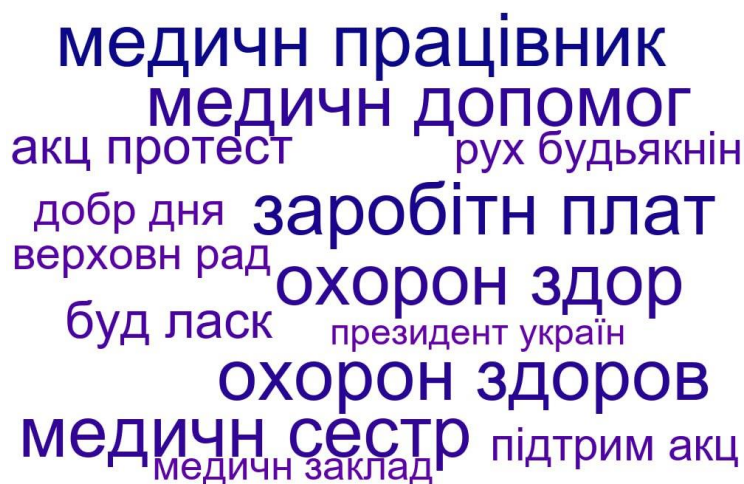 медичн працівник
медичн допомог
акц протест
рух будьякнін
добр дня
заробітн плат
верховн рад
охорон здор
буд ласк
президент україн
охорон здоров
медичн сестр
підтрим акц
медичн заклад